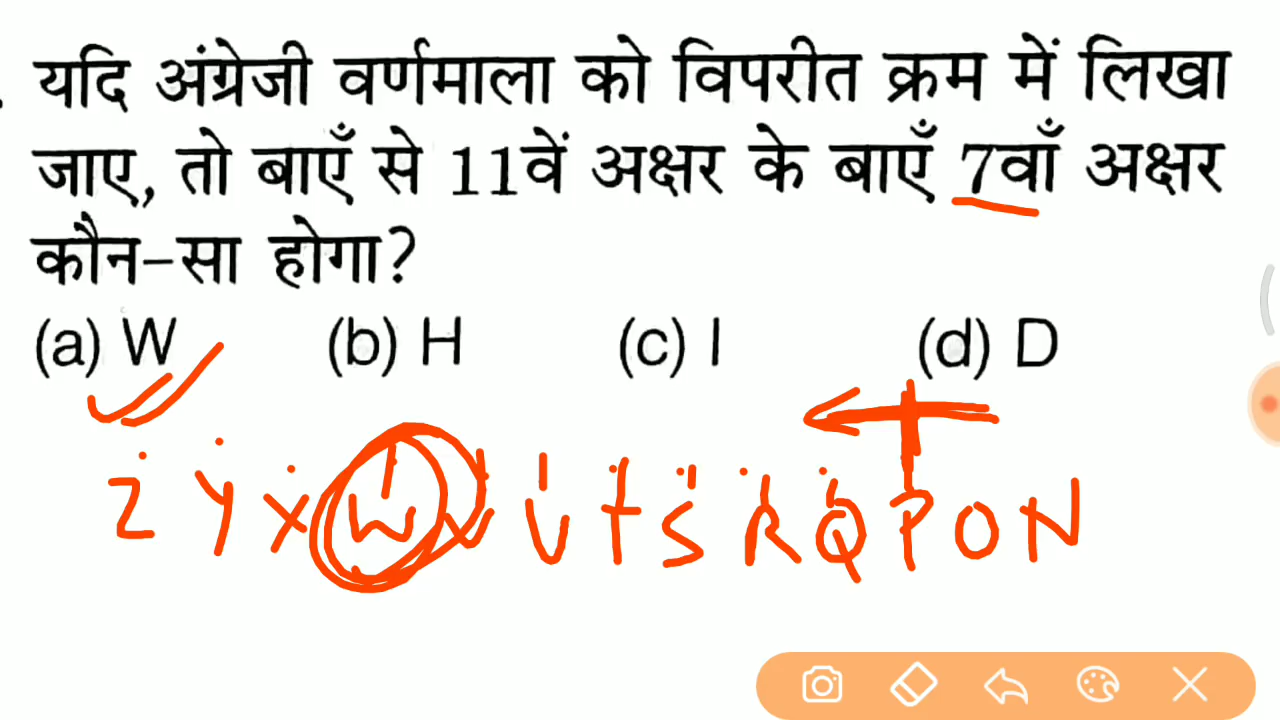 यदि अंग्रेजी वर्णमाला को विपरीत क्रम में लिखा
जाए, तो बाएँ से 11वें अक्षर के बाएँ 7वाँ अक्षर
कौन-सा होगा?
(a) W (b) H (c) I (d) D
Z Y X W V U T S R Q P O N